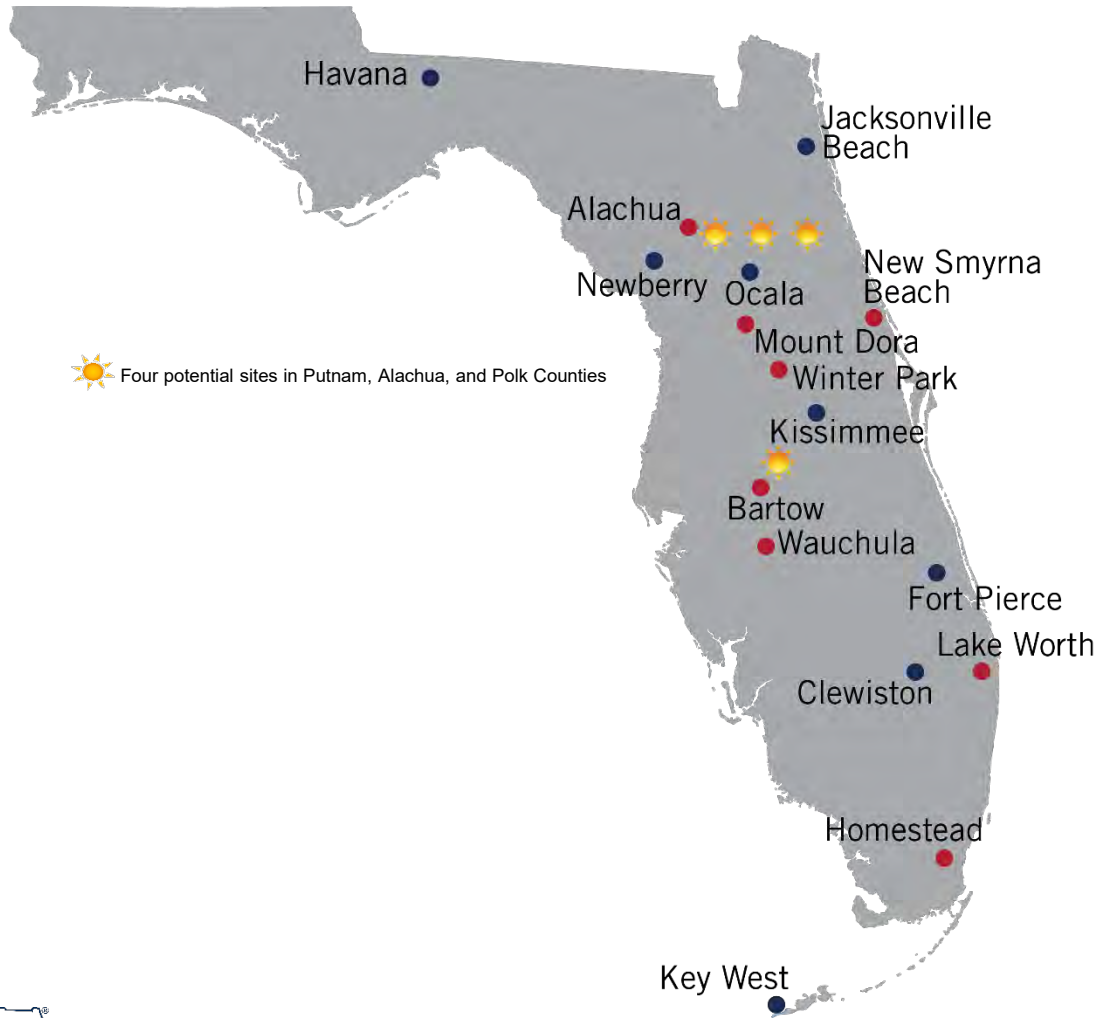 Havana
Jacksonville
Beach
Alachua
New Smyrna
Beach
Newberry
Ocala
Mount Dora
Four potential sites in Putnam, Alachua, and Polk Counties
Winter Park
Kissimmee
Bartow
Wauchula
Fort Pierce
Lake Worth
Clewiston
Homestead
Key West
®